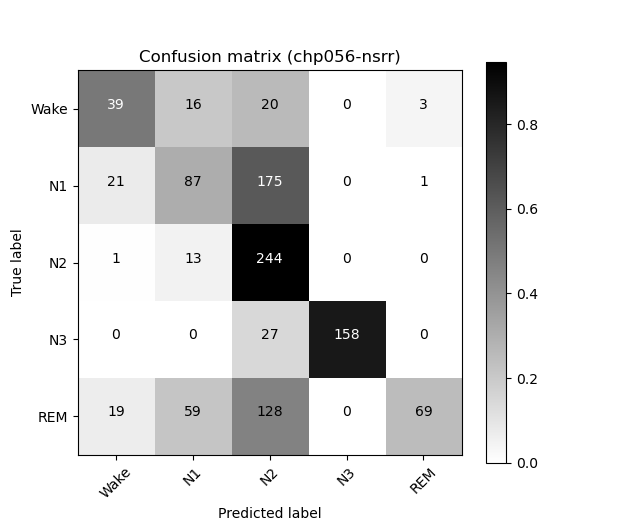 Confusion matrix (chp056-nsrr)
True label
Wake 39 16 20 0 3
N1 21 87 175 0 1
N2 1 13 244 0 0
N3 0 0 27 158 0
REM 19 59 128 0 69
Wake N1 N2 N3 REM
Predicted label
0.8
0.6
0.4
0.2
0.0